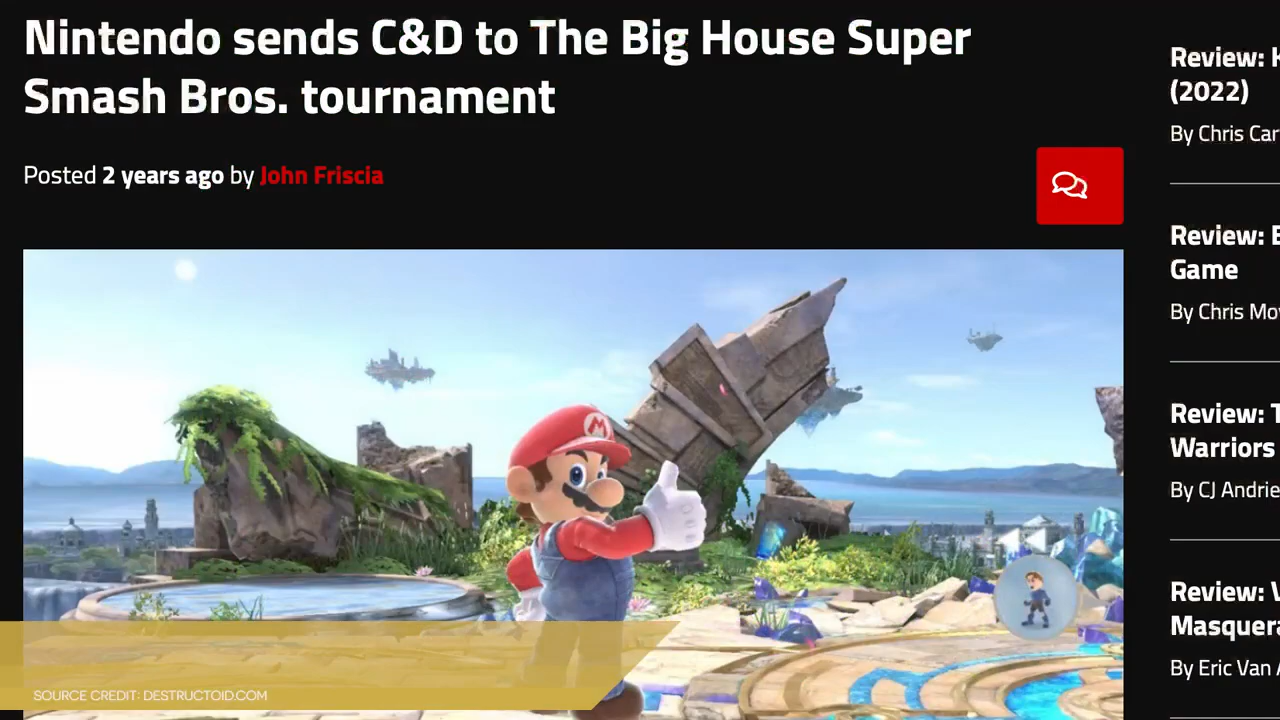 Nintendo sends C&D to The Big House Super
Smash Bros. tournament
Posted 2 years ago by John Friscia
Review:
(2022)
By Chris
Review:
Game
By Chris
Review:
Warriors
By CJ
Review:
By Eric Van
SOURCE CREDIT: DESTRUCTOID.COM